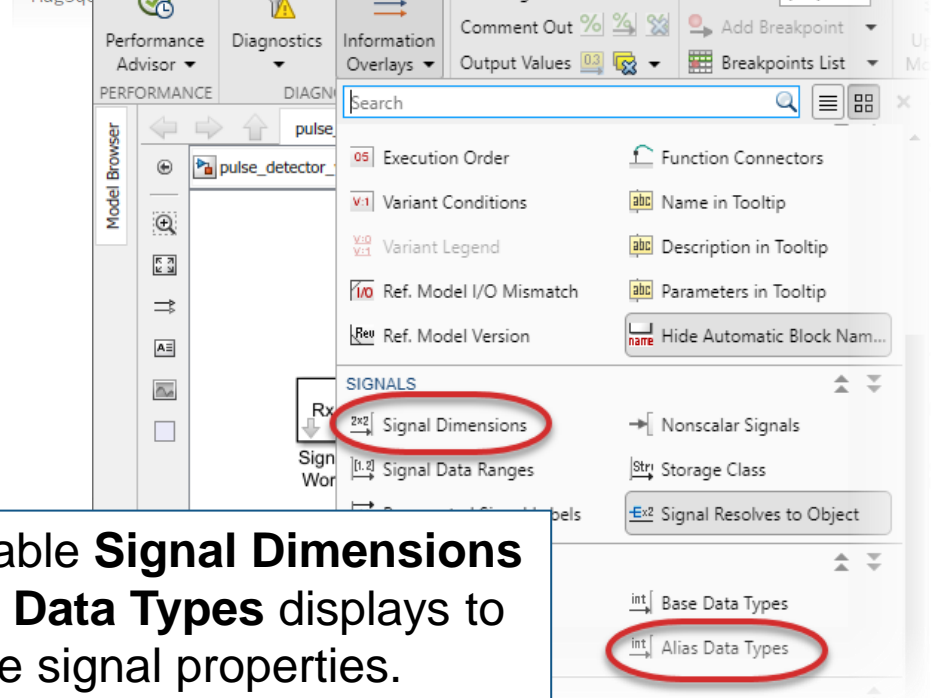 Performance
Advisor
Diagnostics
Information
Overlays
Comment Out
Add Breakpoint
Output Values
Breakpoints List
PERFORMANCE
Search
Model Browser
Execution Order
Function Connectors
Variant Conditions
Name in Tooltip
Variant Legend
Description in Tooltip
Ref. Model I/O Mismatch
Parameters in Tooltip
Ref. Model Version
Hide Automatic Block Nam...
SIGNALS
Signal Dimensions
Nonscalar Signals
Signal Data Ranges
Storage Class
Signal Resolves to Object
Base Data Types
Alias Data Types
pulse_detector_
Rx
Signal Dimensions
Data Types displays to
signal properties.